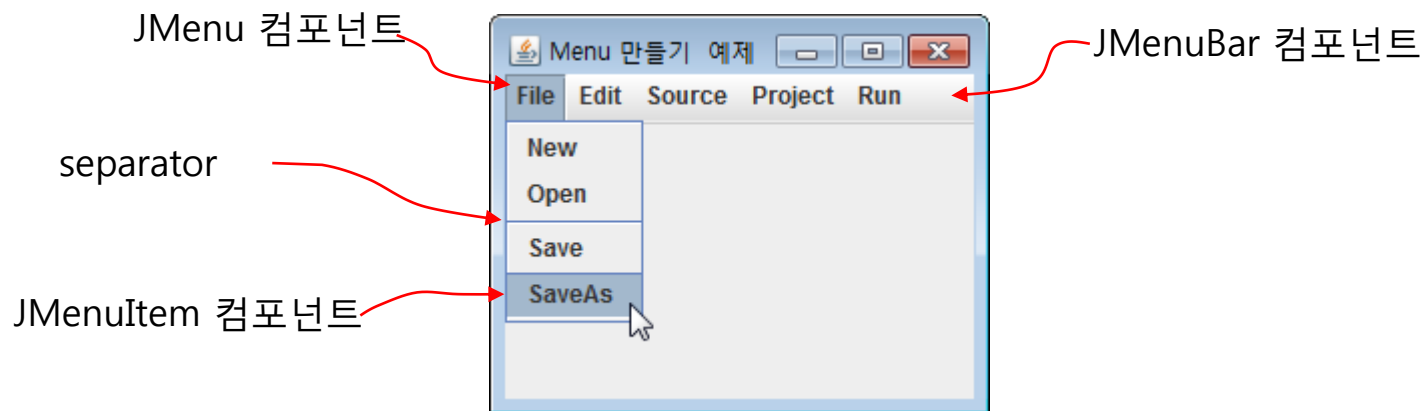 JMenu 컴포넌트
Menu 만들기 예제
JMenuBar 컴포넌트
File Edit Source Project Run
New
separator
Open
Save
SaveAs
JMenuItem 컴포넌트